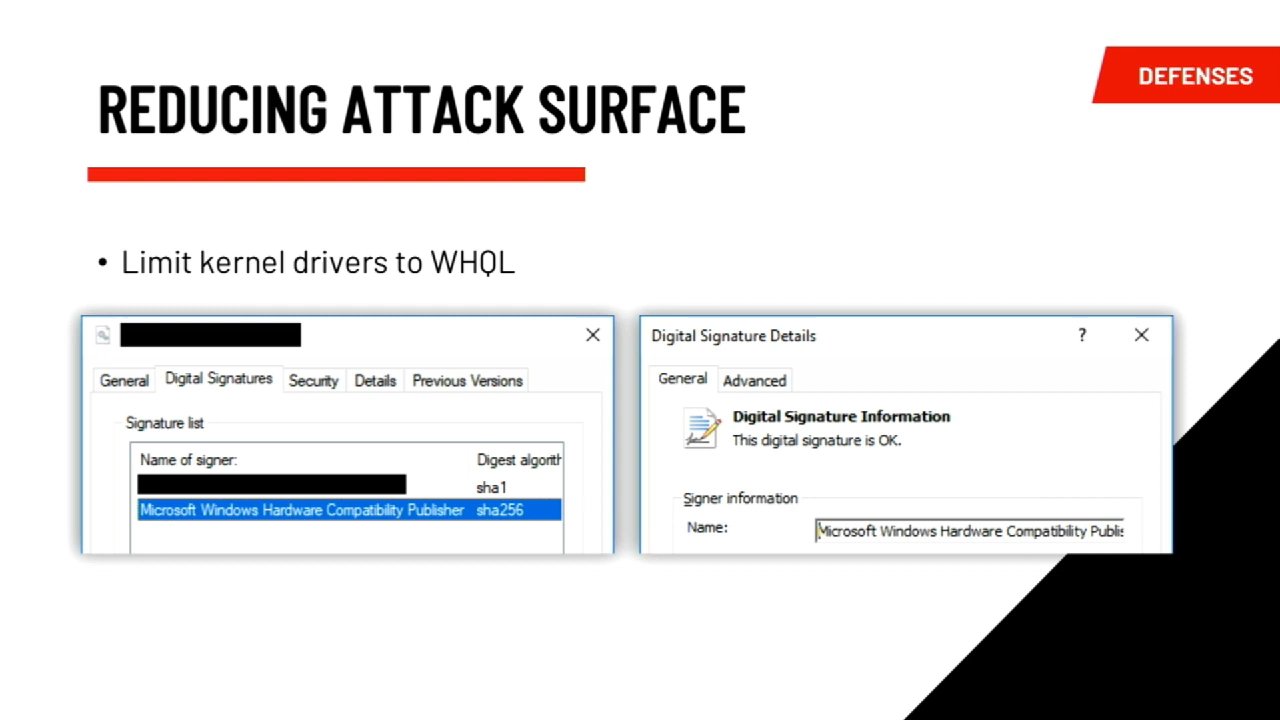 DEFENSES
REDUCING ATTACK SURFACE
• Limit kernel drivers to WHQL
General Digital Signatures Security Details Previous Versions
Signature list
Name of signer: Digest algorith
sha1
Microsoft Windows Hardware Compatibility Publisher sha256
Digital Signature Details ?
General Advanced
Digital Signature Information
This digital signature is OK.
Signer information
Name: Microsoft Windows Hardware Compatibility Publis